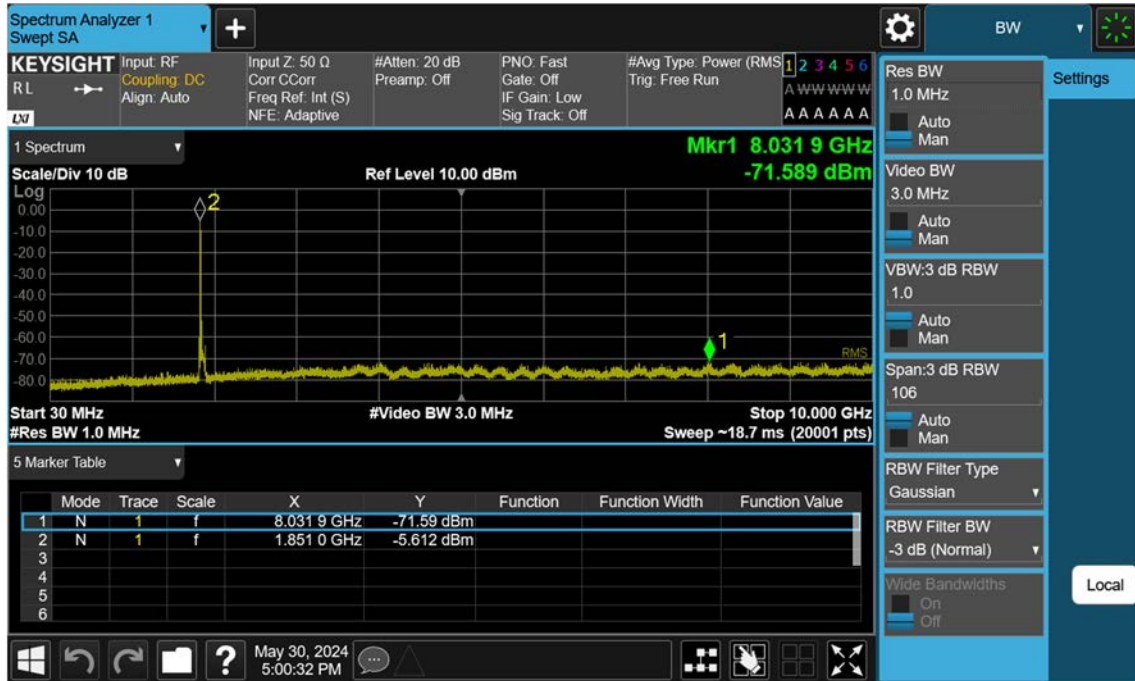 Spectrum Analyzer 1
Swept SA
BW
KEYSIGHT
R L
LXI
Input: RF
Coupling: DC
Align: Auto
Input Z: 50 Ω
Corr CCorr
Freq Ref: Int (S)
NFE: Adaptive
#Atten: 20 dB
Preamp: Off
PNO: Fast
Gate: Off
IF Gain: Low
Sig Track: Off
#Avg Type: Power (RMS
Trig: Free Run
1 2 3 4 5 6
A W W W W W
A A A A A A
1 Spectrum
Scale/Div 10 dB
Ref Level 10.00 dBm
Mkr1 8.031 9 GHz
-71.589 dBm
Log
0.00
-10.0
-20.0
-30.0
-40.0
-50.0
-60.0
-70.0
-80.0
2
1
RMS
Start 30 MHz
#Video BW 3.0 MHz
Stop 10.000 GHz
#Res BW 1.0 MHz
Sweep ~18.7 ms (20001 pts)
5 Marker Table
Mode Trace Scale X Y Function Function Width Function Value
1 N 1 f 8.031 9 GHz -71.59 dBm
2 N 1 f 1.851 0 GHz -5.612 dBm
3
4
5
6
May 30, 2024
5:00:32 PM
?
Res BW
1.0 MHz
Auto
Man
Video BW
3.0 MHz
Auto
Man
VBW:3 dB RBW
1.0
Auto
Man
Span:3 dB RBW
106
Auto
Man
RBW Filter Type
Gaussian
RBW Filter BW
-3 dB (Normal)
Wide Bandwidths
On
Off
Settings
Local